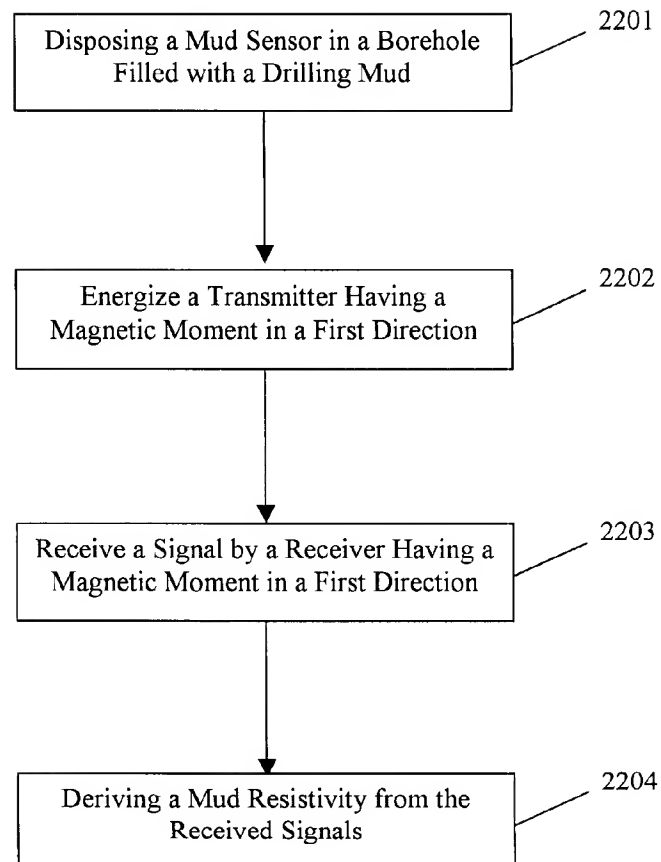 2201
Disposing a Mud Sensor in a Borehole
Filled with a Drilling Mud
2202
Energize a Transmitter Having a
Magnetic Moment in a First Direction
2203
Receive a Signal by a Receiver Having a
Magnetic Moment in a First Direction
2204
Deriving a Mud Resistivity from the
Received Signals